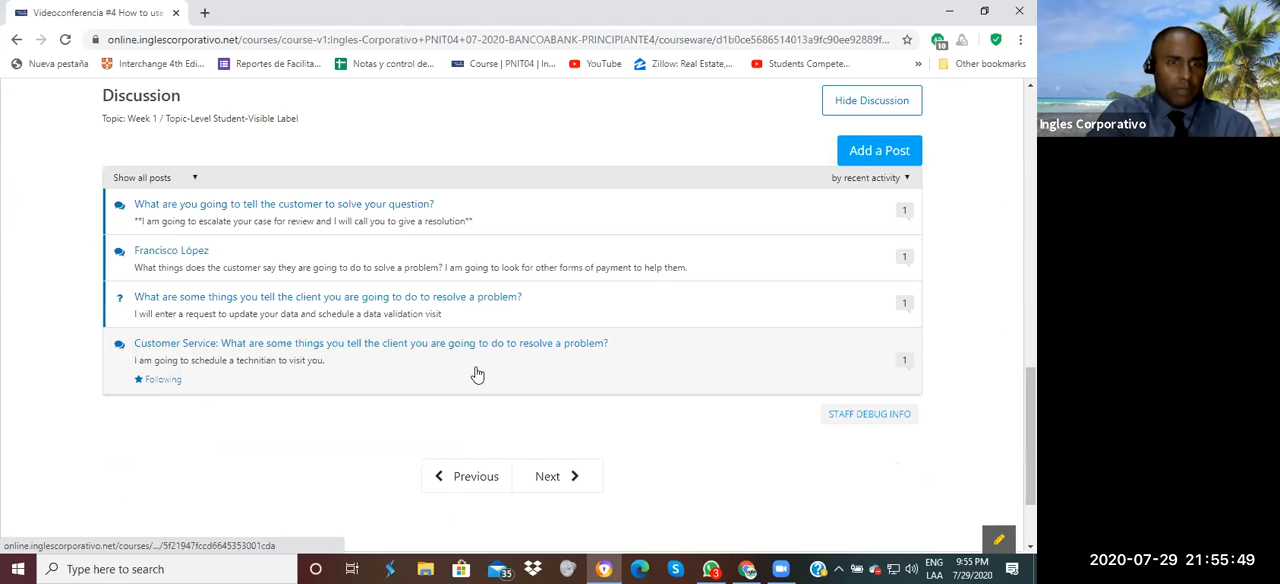 Videoconferencia #4 How to use
online.inglescorporativo.net/courses/course-v1:Ingles-Corporativo+PNIT04+07-2020-BANCOABANK-PRINCIPIANTE4/courseware/d1b0ce5686514013a9fc90ee92889f...
10
Nueva pestaña
Interchange 4th Edi...
Reportes de Facilita...
Notas y control de...
Course | PNIT04 | In...
YouTube
Zillow: Real Estate,...
Students Compete...
»
Other bookmarks
Ingles Corporativo
Discussion
Hide Discussion
Topic: Week 1 / Topic-Level Student-Visible Label
Add a Post
Show all posts
by recent activity
What are you going to tell the customer to solve your question?
**I am going to escalate your case for review and I will call you to give a resolution**
1
Francisco López
What things does the customer say they are going to do to solve a problem? I am going to look for other forms of payment to help them.
1
What are some things you tell the client you are going to do to resolve a problem?
I will enter a request to update your data and schedule a data validation visit
1
Customer Service: What are some things you tell the client you are going to do to resolve a problem?
I am going to schedule a technitian to visit you.
1
Following
STAFF DEBUG INFO
Previous
Next
online.inglescorporativo.net/courses/.../5f21947fccd6645353001cda
Type here to search
35
3
ENG
LAA
9:55 PM
7/29/2020
2020-07-29 21:55:49